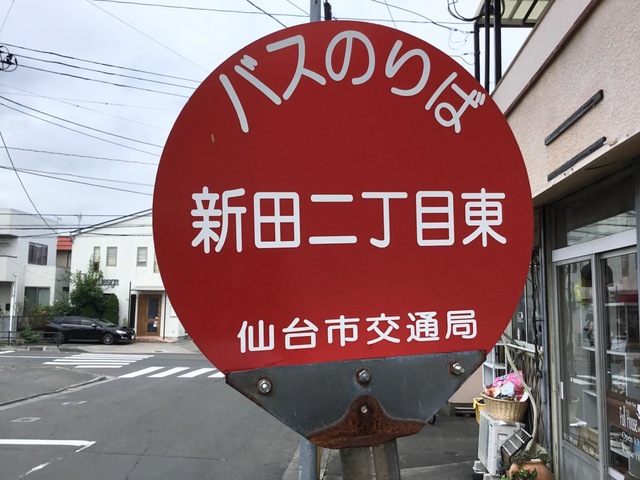 バスのりば
新田二丁目東
仙台市交通局